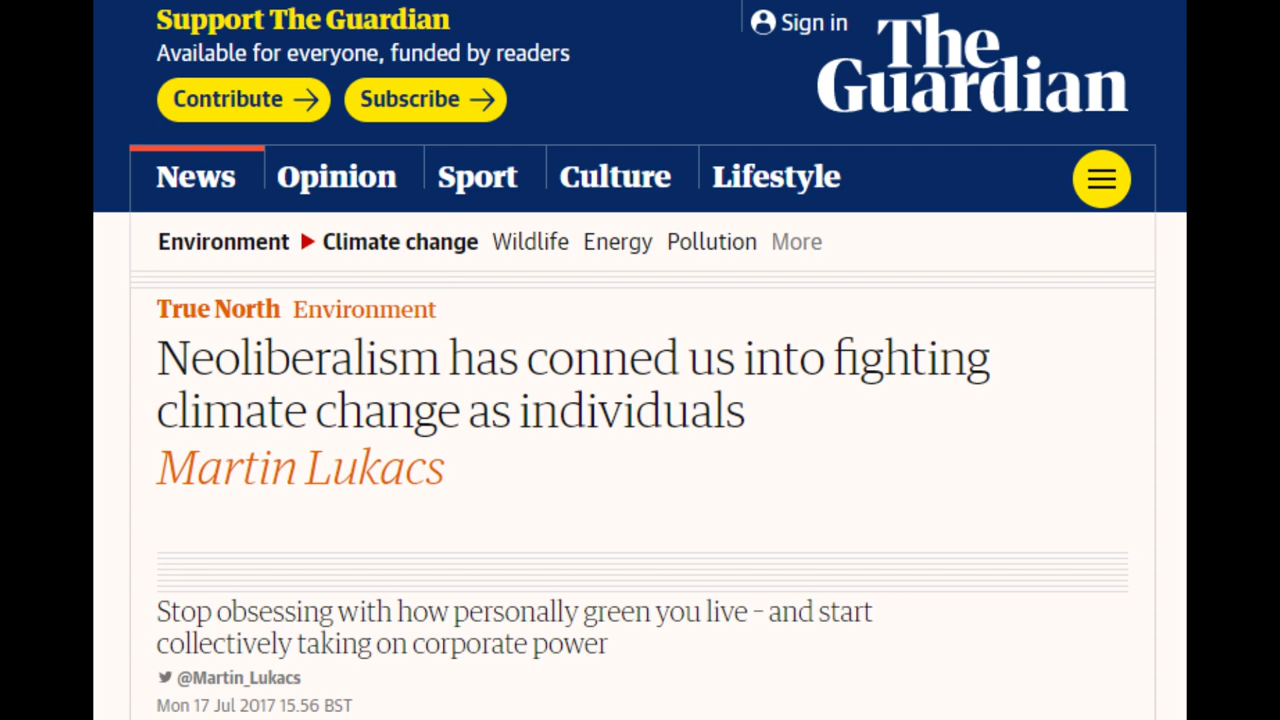 Support The Guardian
Available for everyone, funded by readers
Contribute
Subscribe
Sign in
The
Guardian
News
Opinion
Sport
Culture
Lifestyle
Environment
Climate change
Wildlife
Energy
Pollution
More
True North Environment
Neoliberalism has conned us into fighting
climate change as individuals
Martin Lukacs
Stop obsessing with how personally green you live – and start
collectively taking on corporate power
@Martin_Lukacs
Mon 17 Jul 2017 15.56 BST